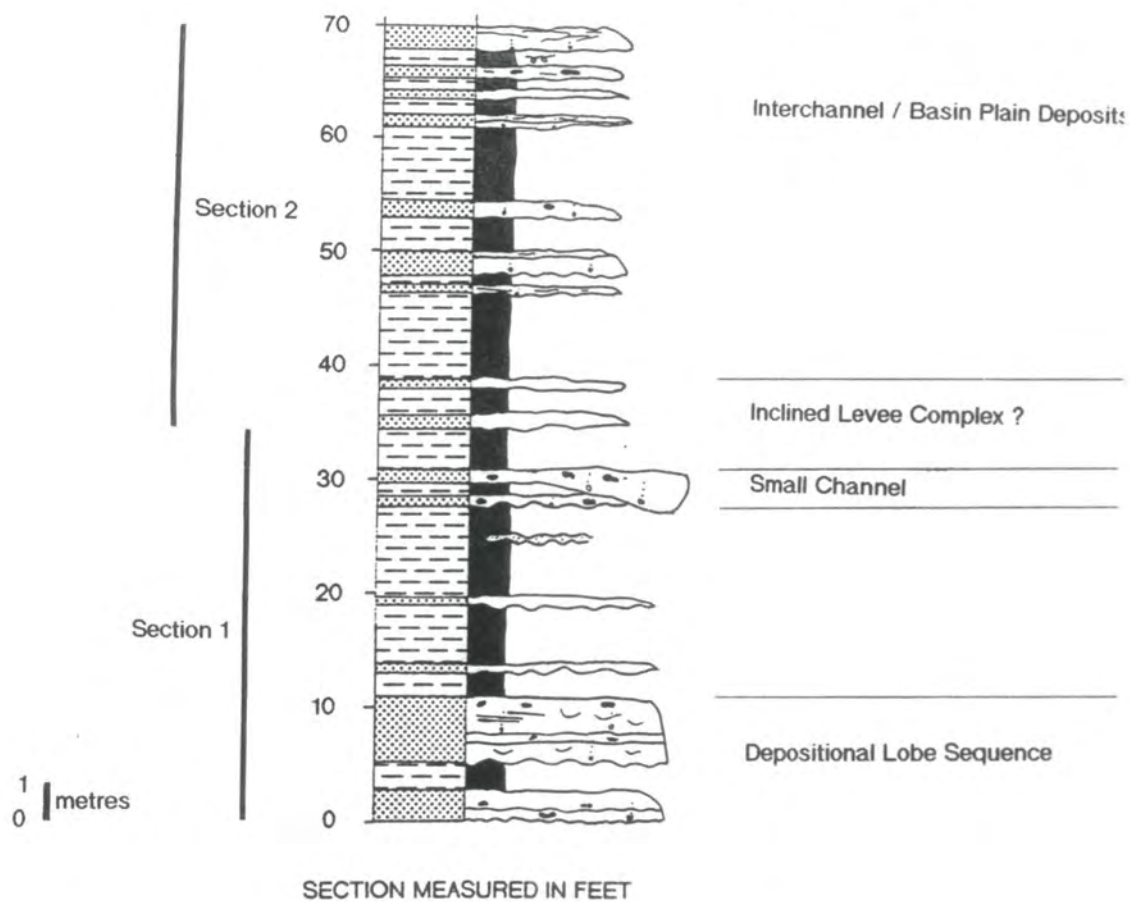 70
60
50
40
30
20
10
0
Section 2
Section 1
Interchannel / Basin Plain Deposits
Inclined Levee Complex ?
Small Channel
Depositional Lobe Sequence
1
0
metres
SECTION MEASURED IN FEET